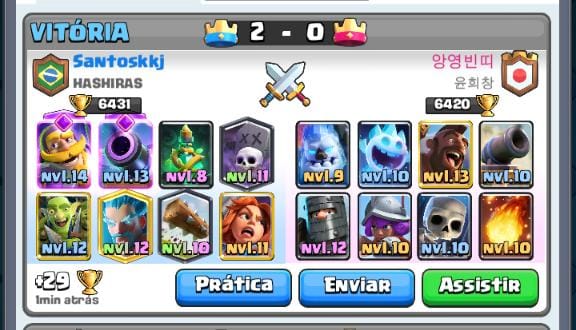 VITÓRIA 2 - 0
Santoskkj 앙영빈띠
HASHIRAS 윤희창
6431 6420
NVL.14 NVL.13 NVL.8 NVL.11 NVL.9 NVL.10 NVL.13 NVL.10
NVL.12 NVL.12 NVL.10 NVL.11 NVL.12 NVL.10 NVL.10 NVL.10
+29 Prática Enviar Assistir
1min atrás